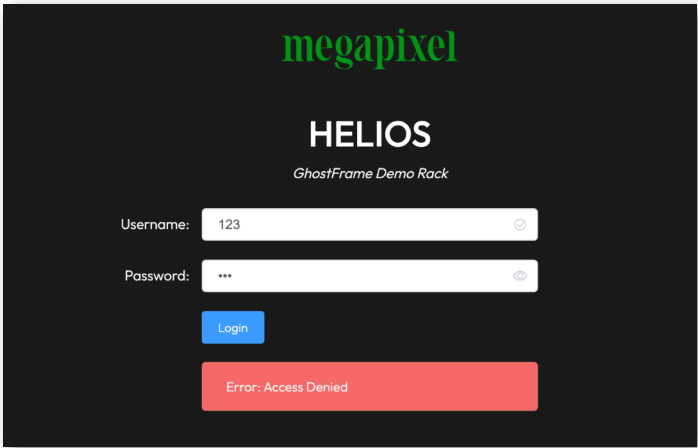 megapixel
HELIOS
GhostFrame Demo Rack
Username: 123
Password: •••
Login
Error: Access Denied